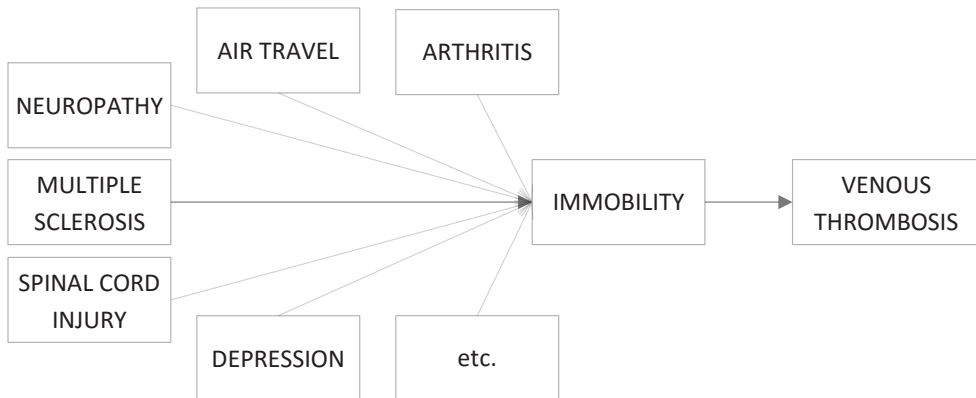 AIR TRAVEL
ARTHRITIS
NEUROPATHY
MULTIPLE
SCLEROSIS
IMMOBILITY
VENOUS
THROMBOSIS
SPINAL CORD
INJURY
DEPRESSION
etc.